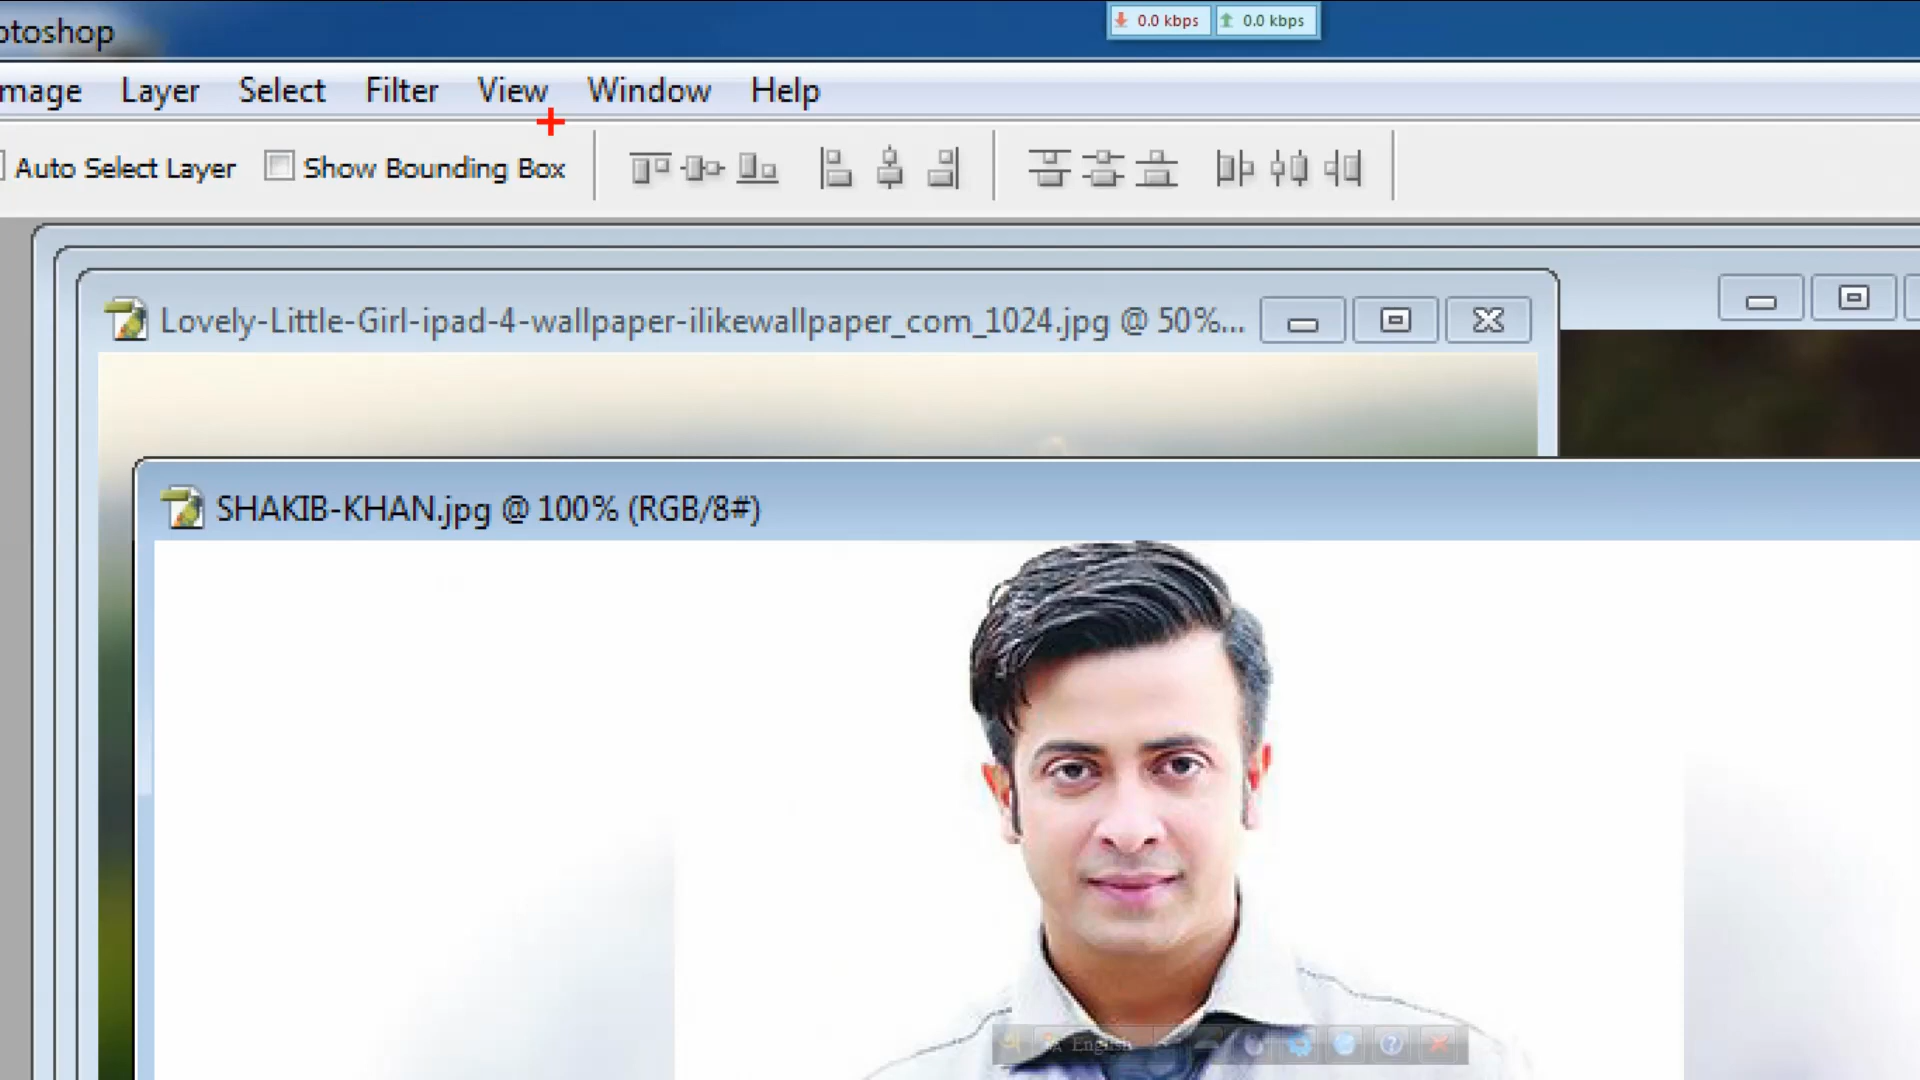 otoshop
0.0 kbps 0.0 kbps
mage Layer Select Filter View Window Help
Auto Select Layer Show Bounding Box
Lovely-Little-Girl-ipad-4-wallpaper-ilikewallpaper_com_1024.jpg @ 50%...
SHAKIB-KHAN.jpg @ 100% (RGB/8#)
English